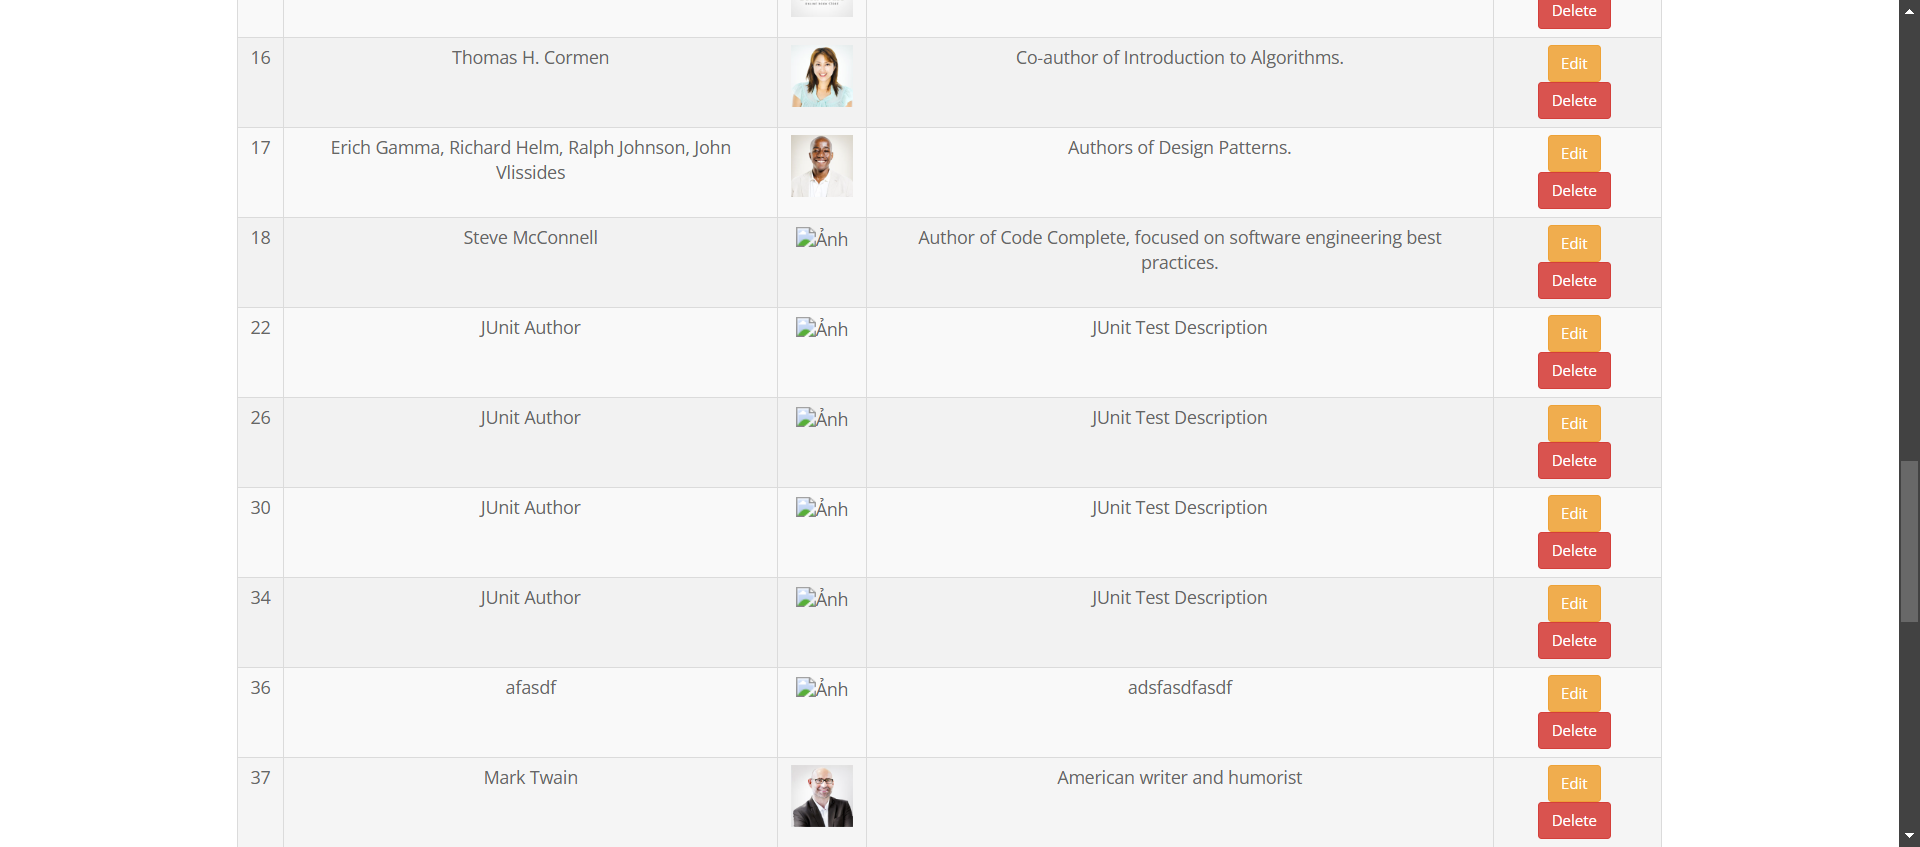 Delete
16 Thomas H. Cormen Co-author of Introduction to Algorithms. Edit
Delete
17 Erich Gamma, Richard Helm, Ralph Johnson, John Authors of Design Patterns. Edit
Vlissides Delete
18 Steve McConnell Ảnh Author of Code Complete, focused on software engineering best Edit
practices. Delete
22 JUnit Author Ảnh JUnit Test Description Edit
Delete
26 JUnit Author Ảnh JUnit Test Description Edit
Delete
30 JUnit Author Ảnh JUnit Test Description Edit
Delete
34 JUnit Author Ảnh JUnit Test Description Edit
Delete
36 afasdf Ảnh adsfasdfasdf Edit
Delete
37 Mark Twain American writer and humorist Edit
Delete